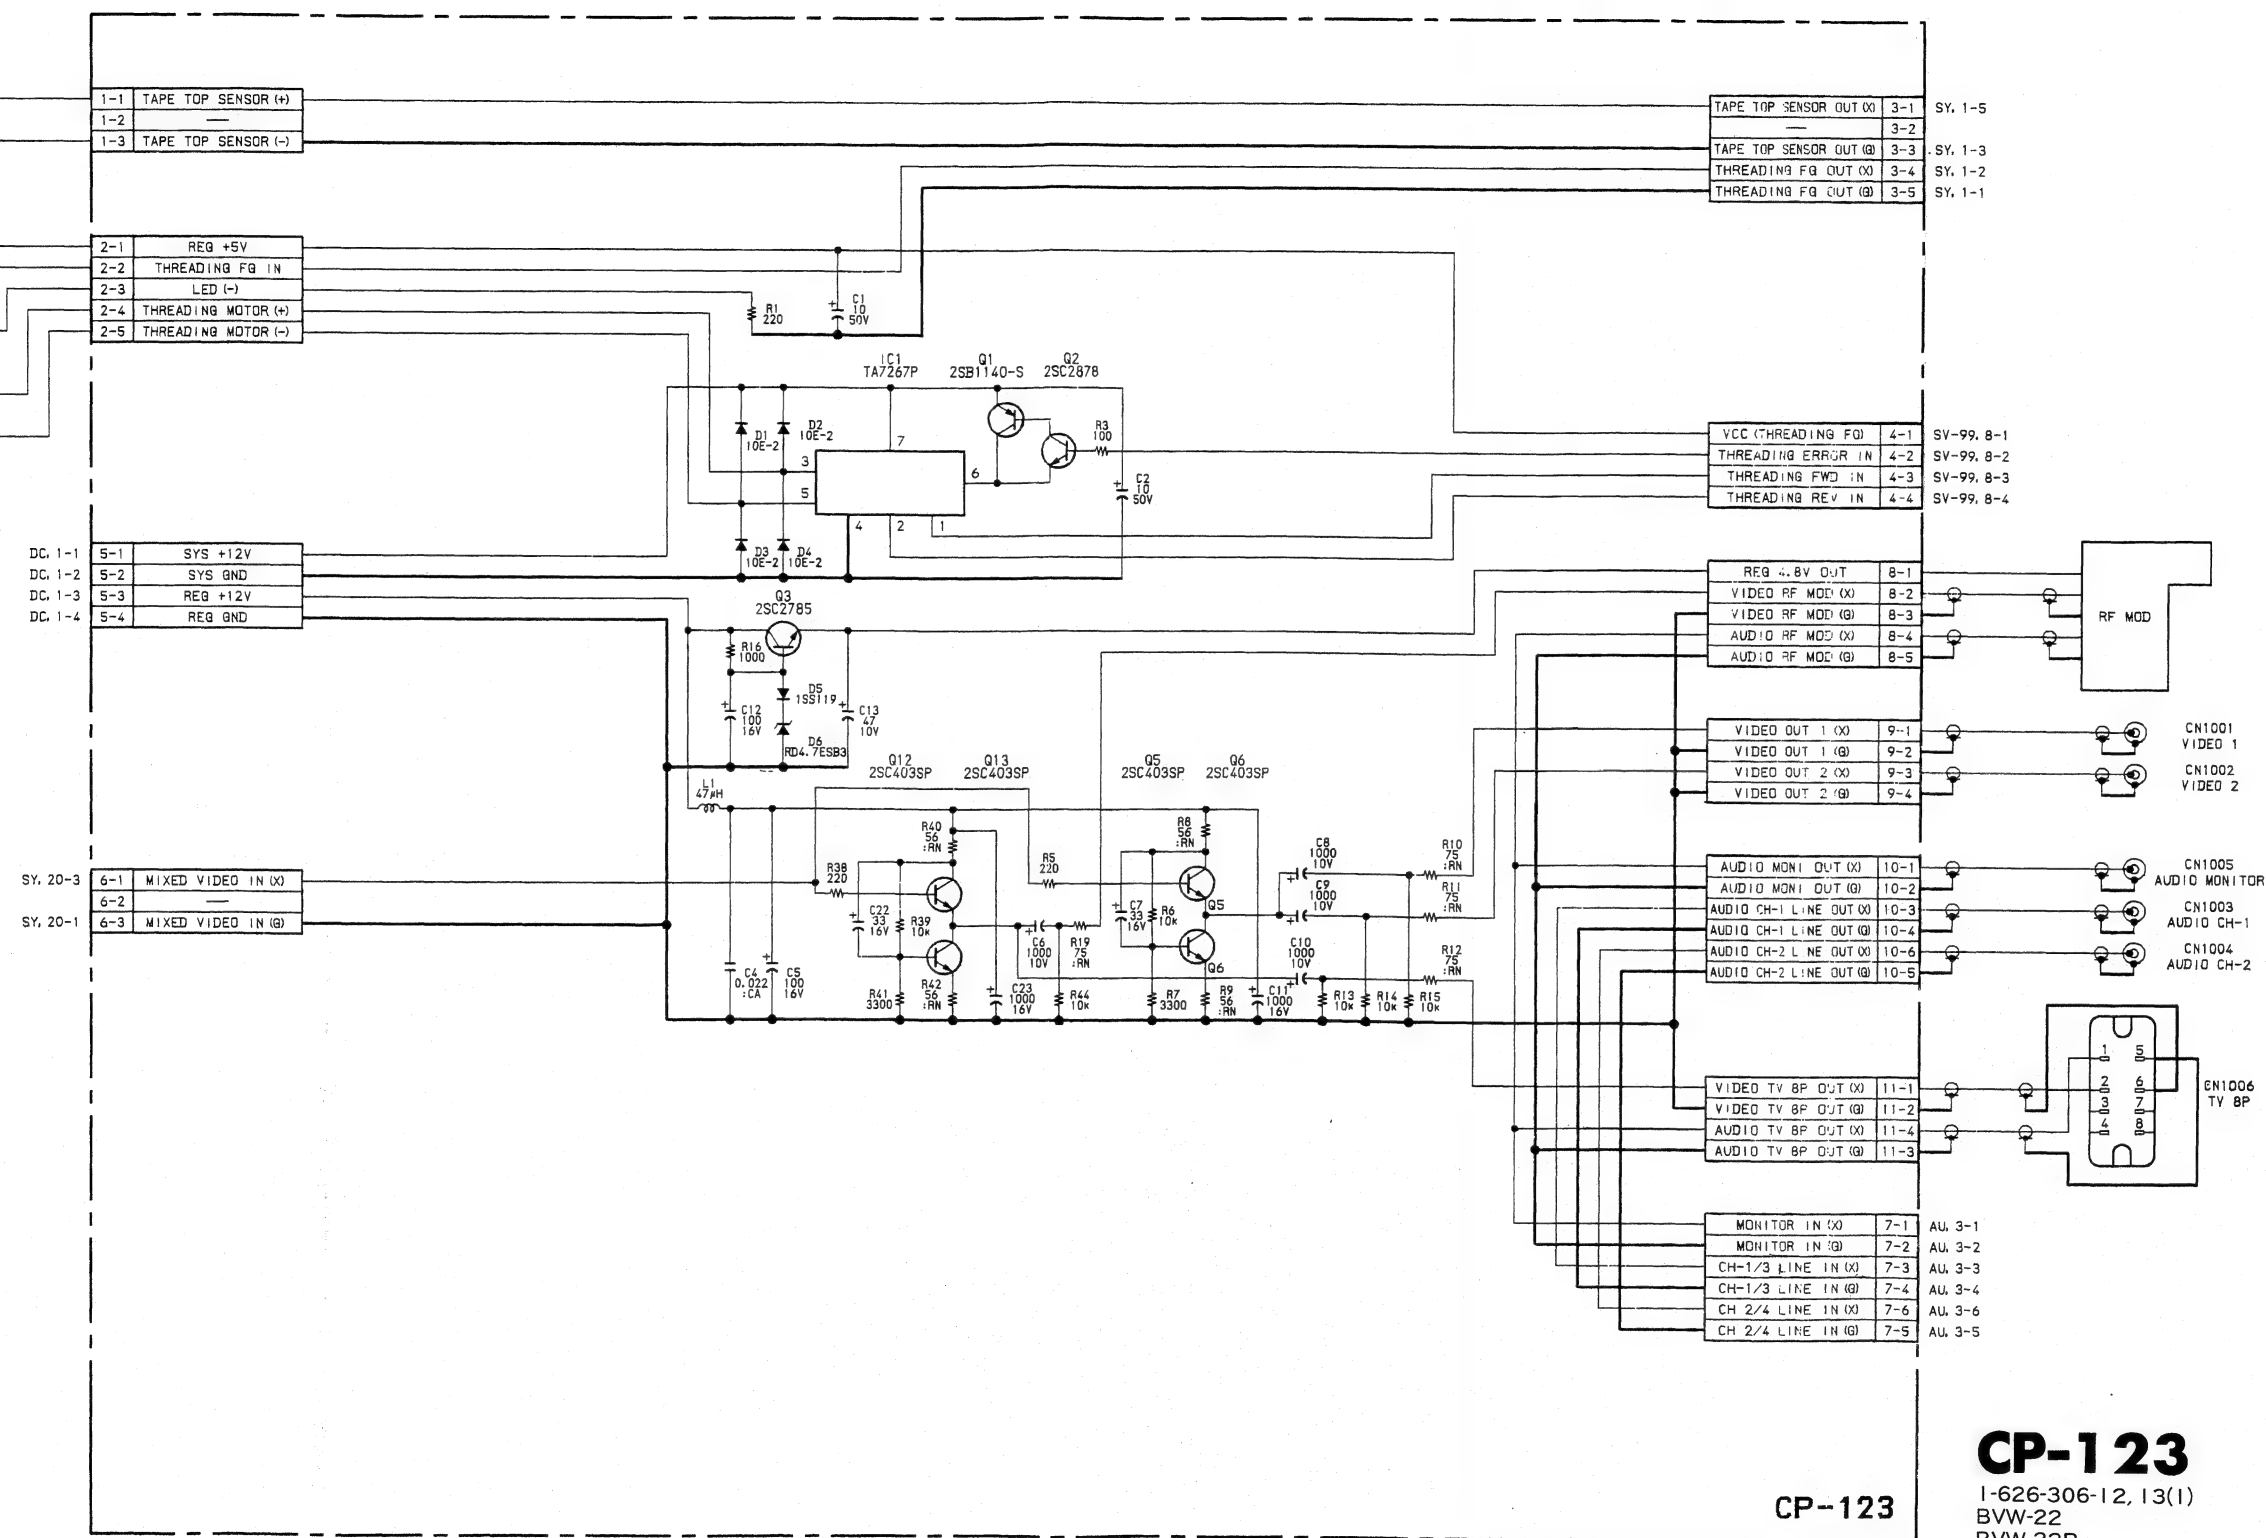 1-1 TAPE TOP SENSOR (+)
1-2 —
1-3 TAPE TOP SENSOR (-)
TAPE TOP SENSOR OUT (X) 3-1 SY. 1-5
— 3-2
TAPE TOP SENSOR OUT (G) 3-3 SY. 1-3
THREADING FG OUT (X) 3-4 SY. 1-2
THREADING FG OUT (G) 3-5 SY. 1-1
2-1 REG +5V
2-2 THREADING FG IN
2-3 LED (-)
2-4 THREADING MOTOR (+)
2-5 THREADING MOTOR (-)
R1
220
C1
10
50V
IC1
TA7267P
Q1
2SB1140-S
Q2
2SC2878
D1
10E-2
D2
10E-2
R3
100
7
3
5
6
4 2 1
C2
10
50V
D3
10E-2
D4
10E-2
VCC (THREADING FG) 4-1 SV-99. 8-1
THREADING ERROR IN 4-2 SV-99. 8-2
THREADING FWD IN 4-3 SV-99. 8-3
THREADING REV IN 4-4 SV-99. 8-4
DC. 1-1 5-1 SYS +12V
DC. 1-2 5-2 SYS GND
DC. 1-3 5-3 REG +12V
DC. 1-4 5-4 REG GND
Q3
2SC2785
R16
1000
D5
1SS119
C12
100
16V
C13
47
10V
D6
RD4.7ESB3
REG 4.8V OUT 8-1
VIDEO RF MOD (X) 8-2
VIDEO RF MOD (G) 8-3
AUDIO RF MOD (X) 8-4
AUDIO RF MOD (G) 8-5
RF MOD
VIDEO OUT 1 (X) 9-1
VIDEO OUT 1 (G) 9-2
VIDEO OUT 2 (X) 9-3
VIDEO OUT 2 (G) 9-4
CN1001
VIDEO 1
CN1002
VIDEO 2
Q12
2SC403SP
Q13
2SC403SP
Q5
2SC403SP
Q6
2SC403SP
L1
47μH
R40
56
:RN
R38
220
R5
220
R8
56
:RN
C8
1000
10V
C9
1000
10V
R10
75
:RN
R11
75
:RN
C22
33
16V
R39
10k
C7
33
16V
R6
10k
Q5
Q6
C10
1000
10V
R12
75
:RN
C6
1000
10V
R19
75
:RN
C4
0.022
:CA
C5
100
16V
R41
3300
R42
56
:RN
C23
1000
16V
R44
10k
R7
3300
R9
56
:RN
C11
1000
16V
R13
10k
R14
10k
R15
10k
SY. 20-3 6-1 MIXED VIDEO IN (X)
6-2 —
SY. 20-1 6-3 MIXED VIDEO IN (G)
AUDIO MONI OUT (X) 10-1
AUDIO MONI OUT (G) 10-2
AUDIO CH-1 LINE OUT (X) 10-3
AUDIO CH-1 LINE OUT (G) 10-4
AUDIO CH-2 LINE OUT (X) 10-6
AUDIO CH-2 LINE OUT (G) 10-5
CN1005
AUDIO MONITOR
CN1003
AUDIO CH-1
CN1004
AUDIO CH-2
VIDEO TV 8P OUT (X) 11-1
VIDEO TV 8P OUT (G) 11-2
AUDIO TV 8P OUT (X) 11-4
AUDIO TV 8P OUT (G) 11-3
1 5
2 6
3 7
4 8
CN1006
TV 8P
MONITOR IN (X) 7-1 AU. 3-1
MONITOR IN (G) 7-2 AU. 3-2
CH-1/3 LINE IN (X) 7-3 AU. 3-3
CH-1/3 LINE IN (G) 7-4 AU. 3-4
CH 2/4 LINE IN (X) 7-6 AU. 3-6
CH 2/4 LINE IN (G) 7-5 AU. 3-5
CP-123
CP-123
1-626-306-12, 13(1)
BVW-22